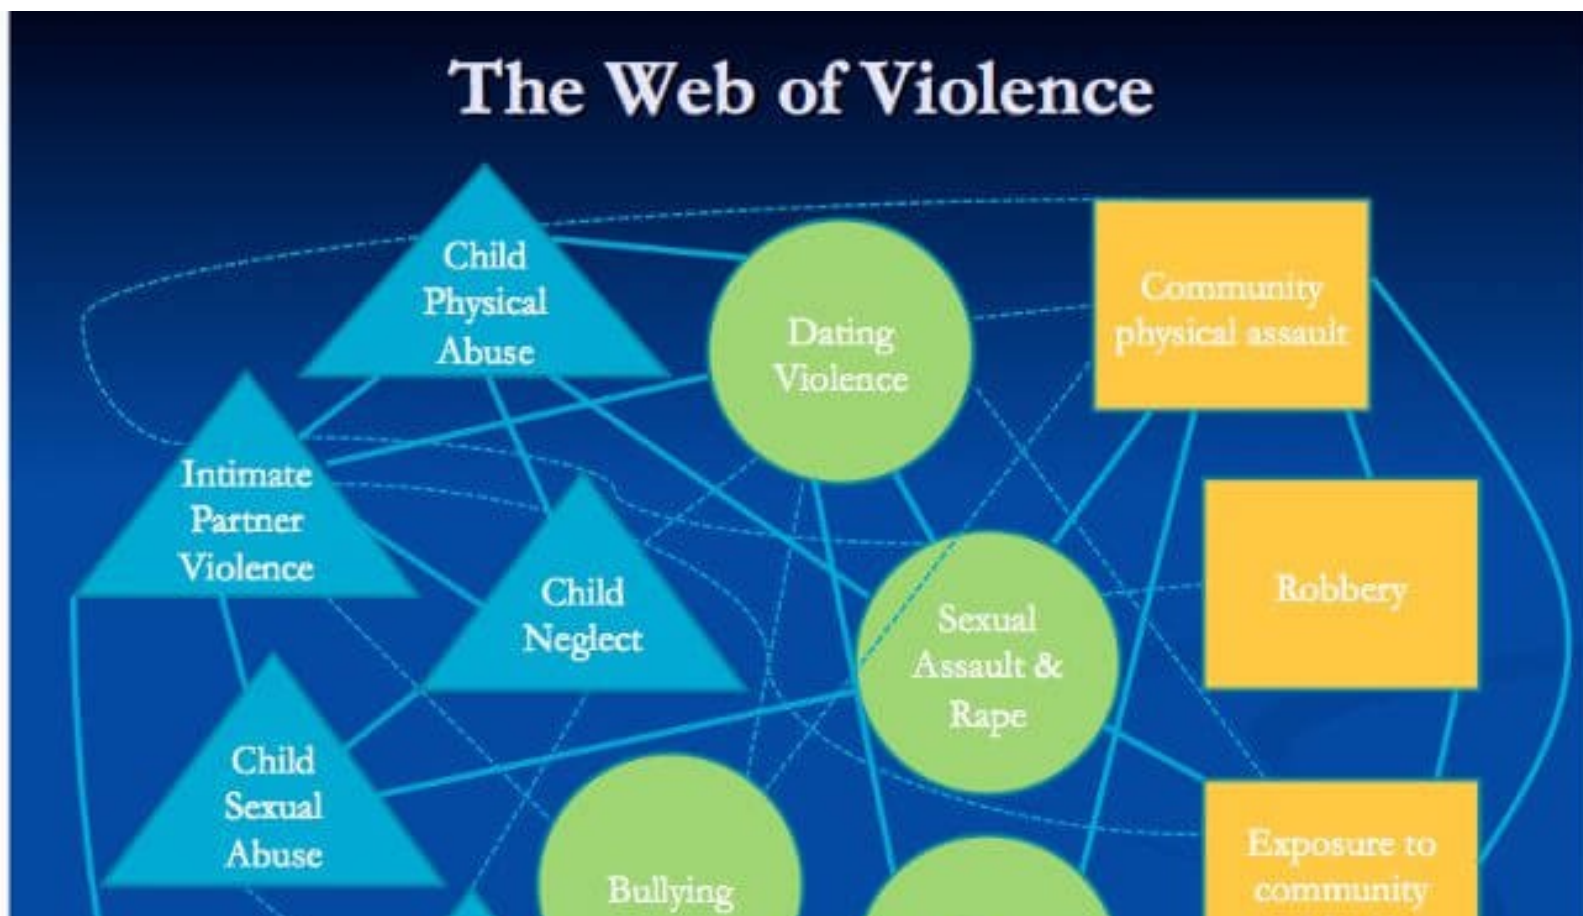 The Web of Violence
Child
Physical
Abuse
Dating
Violence
Community
physical assault
Intimate
Partner
Violence
Child
Neglect
Sexual
Assault &
Rape
Robbery
Child
Sexual
Abuse
Bullying
Exposure to
community